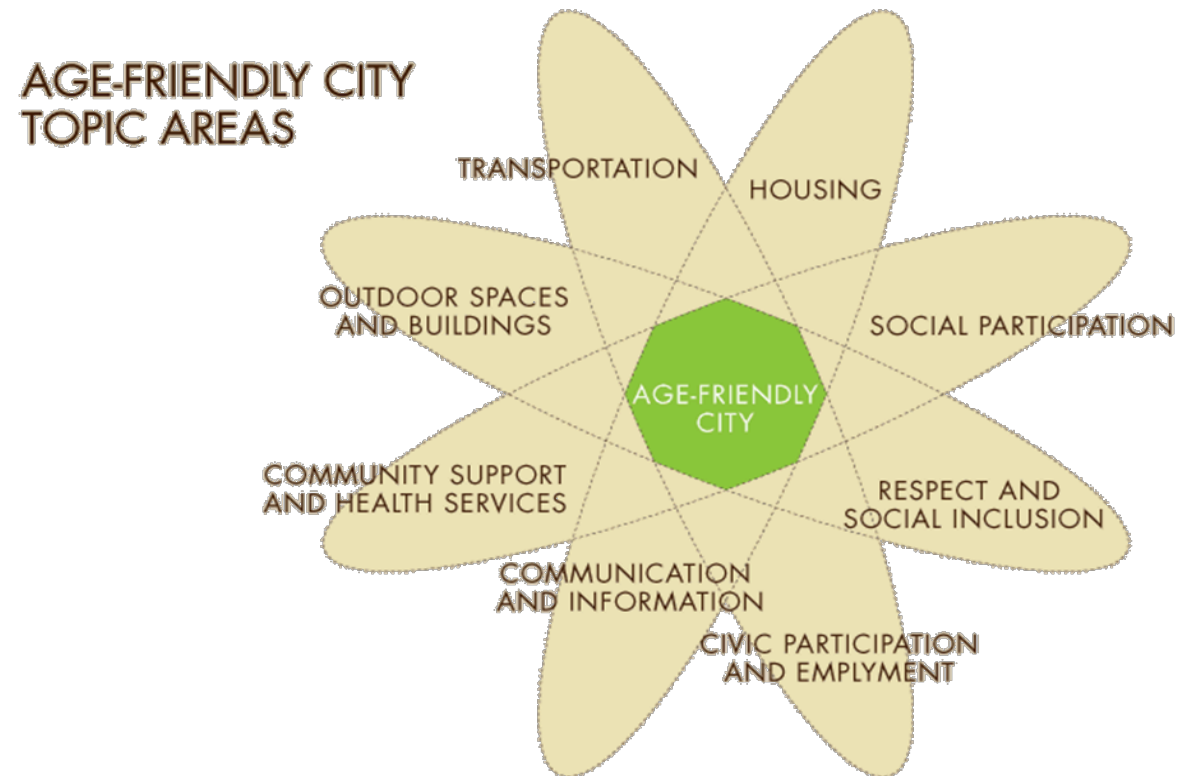 AGE-FRIENDLY CITY
TOPIC AREAS
TRANSPORTATION
HOUSING
OUTDOOR SPACES
AND BUILDINGS
SOCIAL PARTICIPATION
AGE-FRIENDLY
CITY
COMMUNITY SUPPORT
AND HEALTH SERVICES
RESPECT AND
SOCIAL INCLUSION
COMMUNICATION
AND INFORMATION
CIVIC PARTICIPATION
AND EMPLYMENT